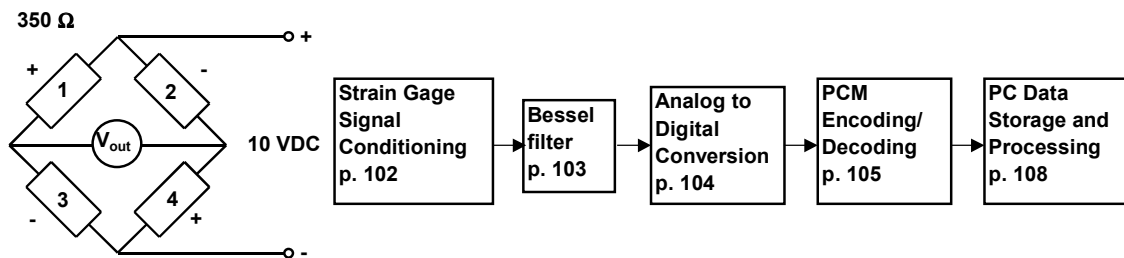 350 Ω
+
+
-
1
2
V out
10 VDC
3
4
-
+
-
Strain Gage
Signal
Conditioning
p. 102
Bessel
filter
p. 103
Analog to
Digital
Conversion
p. 104
PCM
Encoding/
Decoding
p. 105
PC Data
Storage and
Processing
p. 108